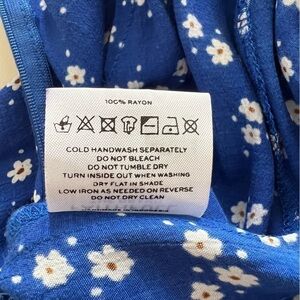 100% RAYON
COLD HANDWASH SEPARATELY
DO NOT BLEACH
DO NOT TUMBLE DRY
TURN INSIDE OUT WHEN WASHING
DRY FLAT IN SHADE
LOW IRON AS NEEDED ON REVERSE
DO NOT DRY CLEAN